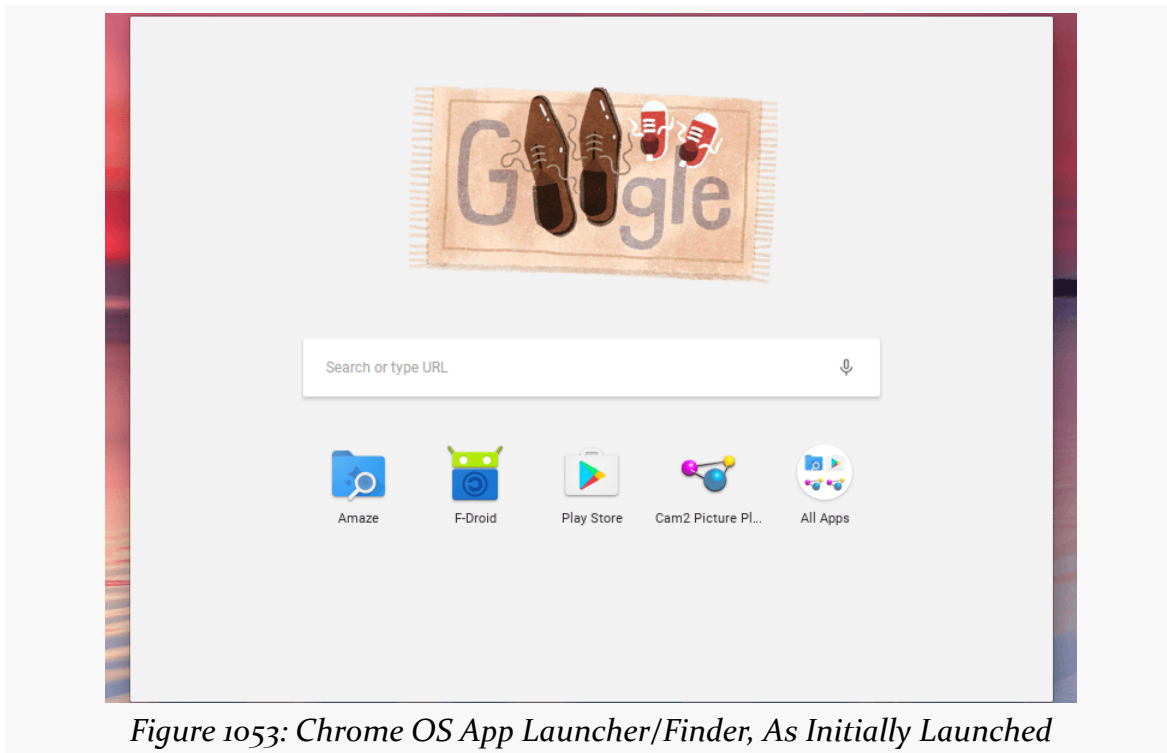 Google
Search or type URL
Amaze F-Droid Play Store Cam2 Picture Pl... All Apps
Figure 1053: Chrome OS App Launcher/Finder, As Initially Launched